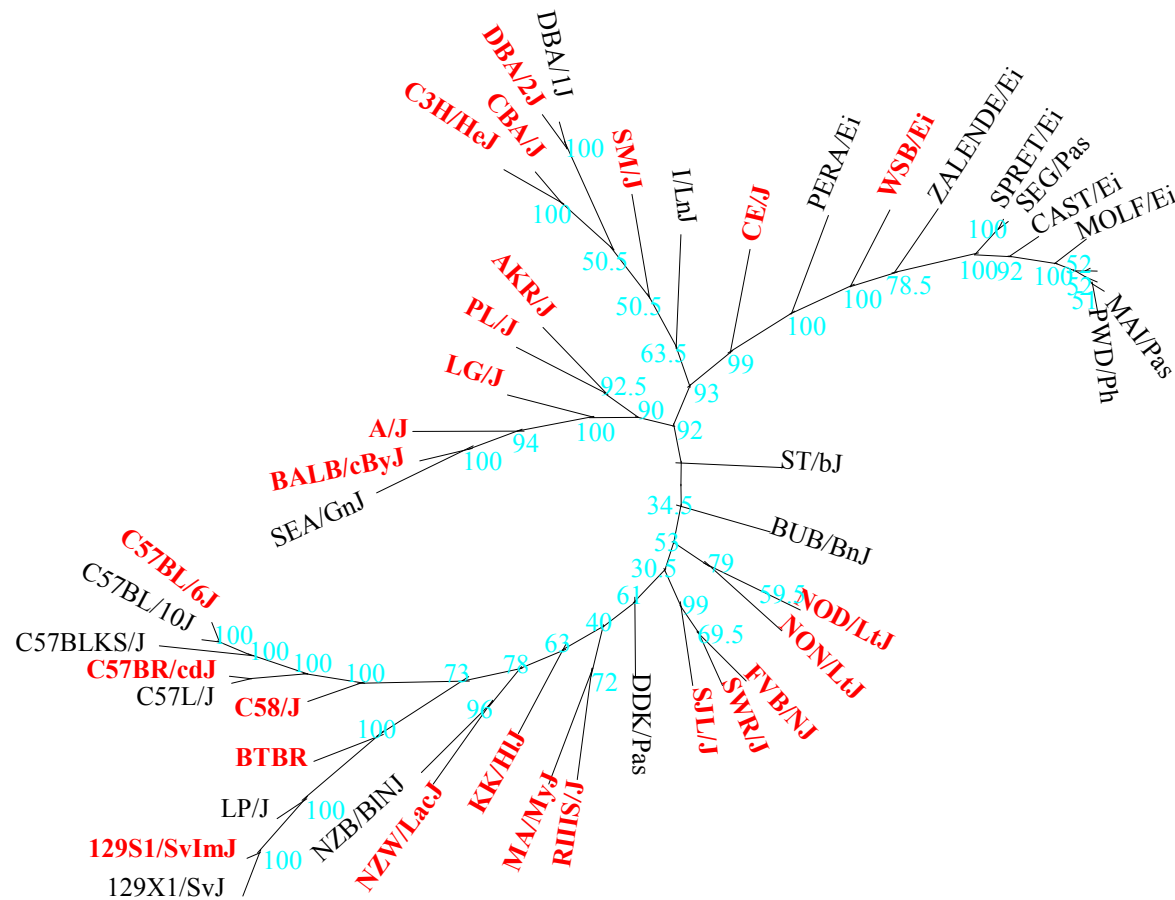 DBA/1J
DBA/2J
CBA/J
C3H/HeJ
100
SM/J
100
I/LnJ
50.5
50.5
63.5
CE/J
PERA/Ei
WSB/Ei
ZALENDE/Ei
SPRET/Ei
SEG/Pas
CAST/Ei
MOLF/Ei
100
100
92
100
52
52
51
MAI/Pas
PWD/Ph
78.5
100
100
99
93
AKR/J
PL/J
LG/J
92.5
90
92
100
A/J
94
BALB/cByJ
100
SEA/GnJ
ST/bJ
34.5
BUB/BnJ
53
79
30.5
59.5
NOD/LtJ
NON/LtJ
61
99
69.5
FVB/NJ
SWR/J
SJL/J
40
DDK/Pas
63
72
RIIIS/J
MA/MyJ
78
KK/HlJ
96
NZW/LacJ
NZB/BlNJ
73
C57BL/6J
C57BL/10J
C57BLKS/J
100
100
100
100
C57BR/cdJ
C57L/J
C58/J
100
BTBR
LP/J
100
129S1/SvImJ
100
129X1/SvJ